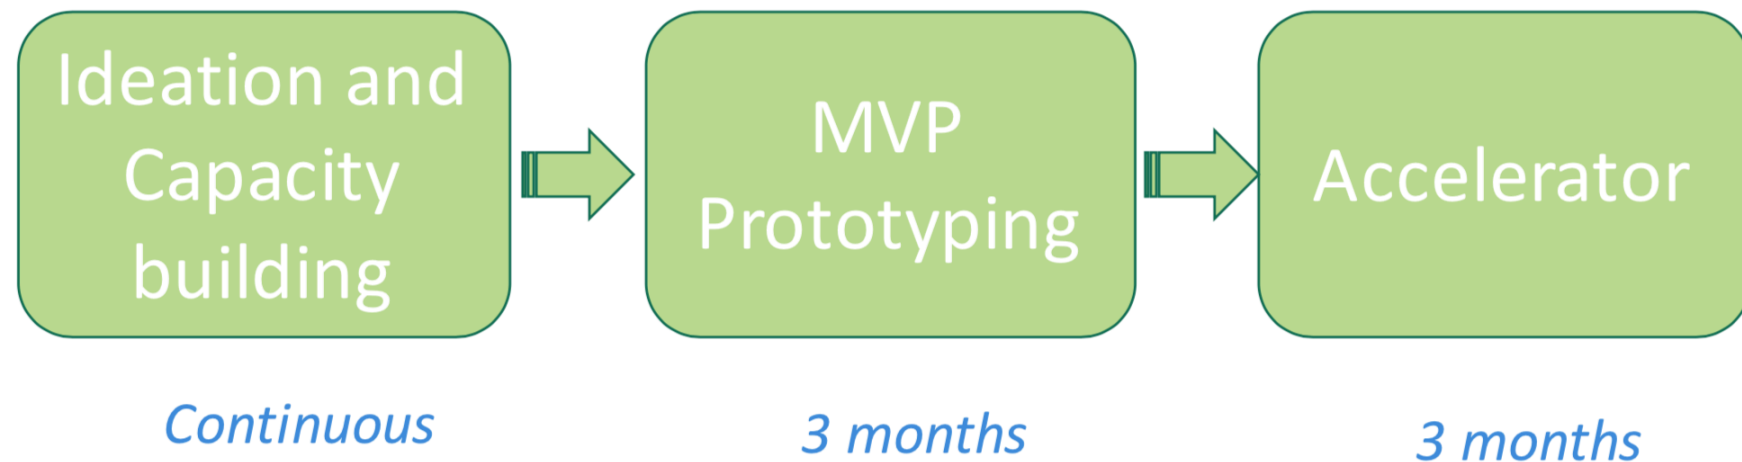 Ideation and
Capacity
building
MVP
Prototyping
Accelerator
Continuous
3 months
3 months